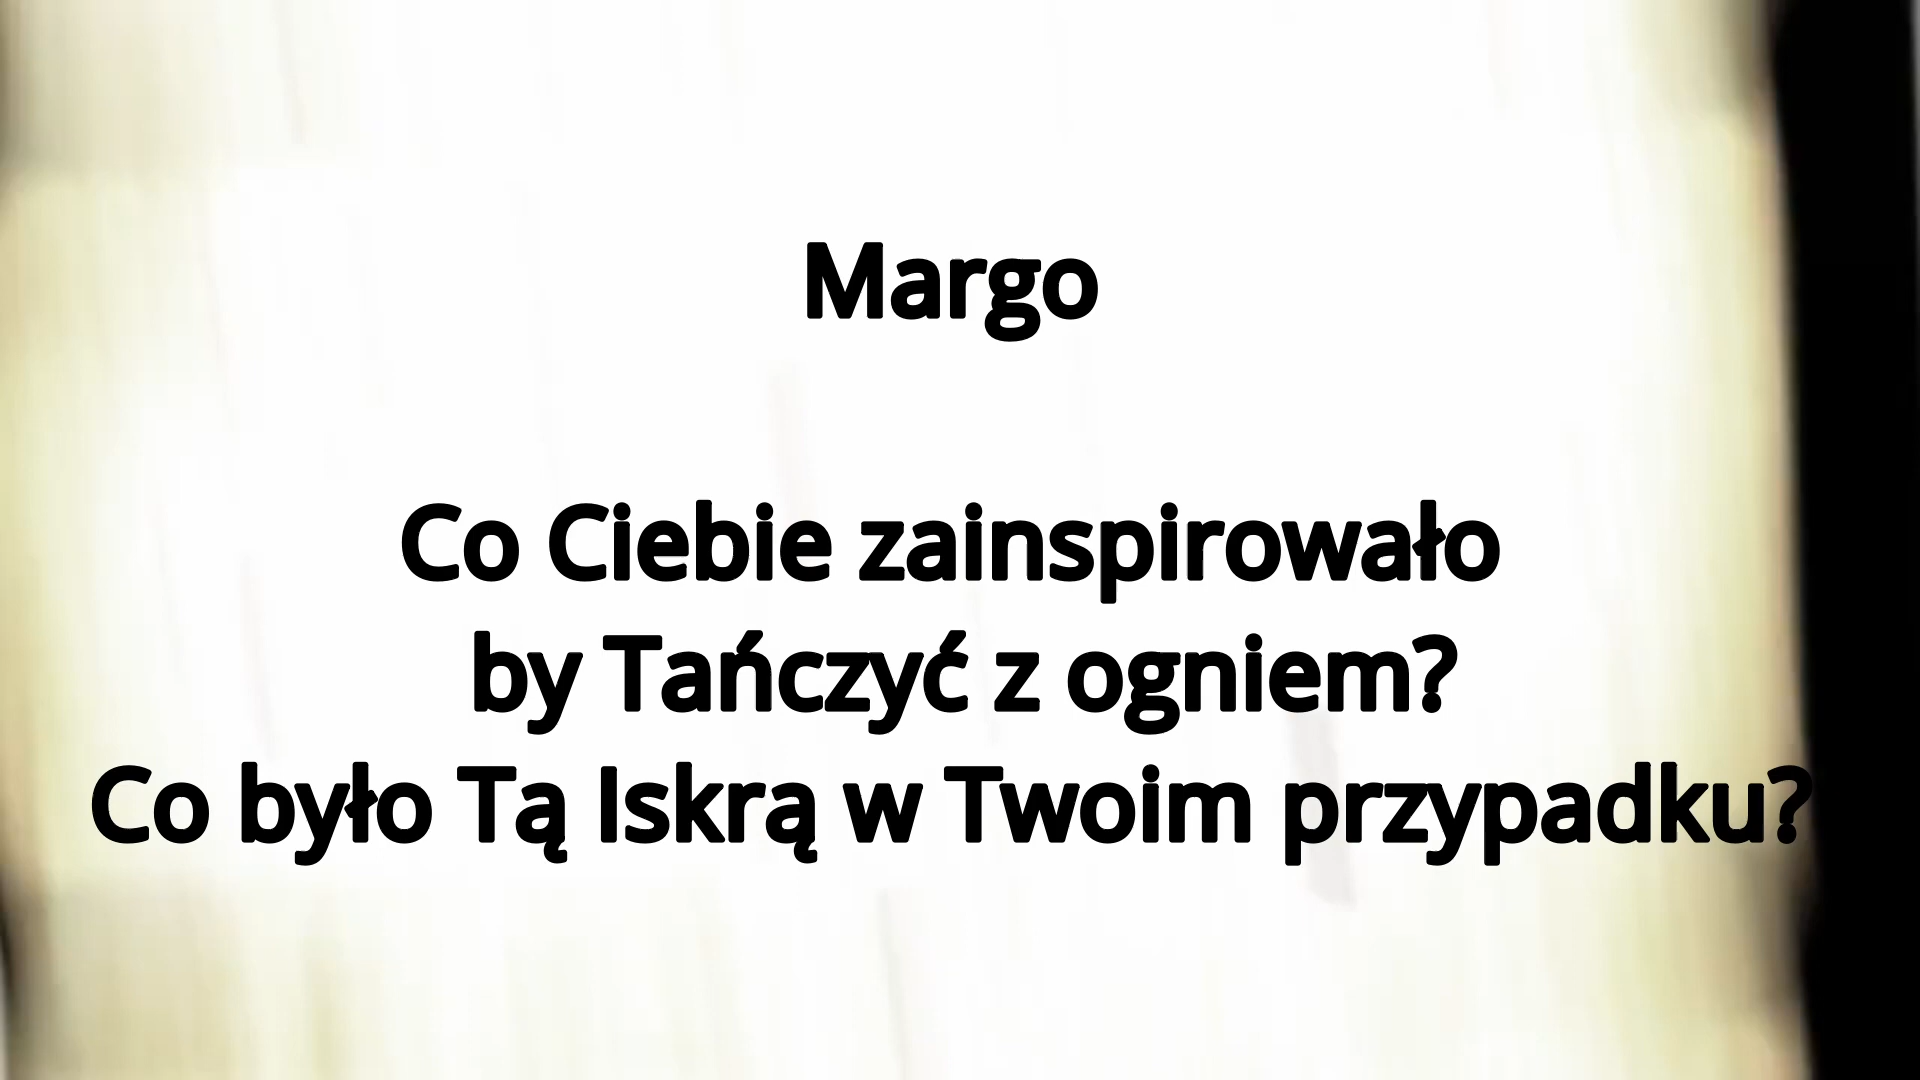 Margo
Co Ciebie zainspirowało
by Tańczyć z ogniem?
Co było Tą Iskrą w Twoim przypadku?